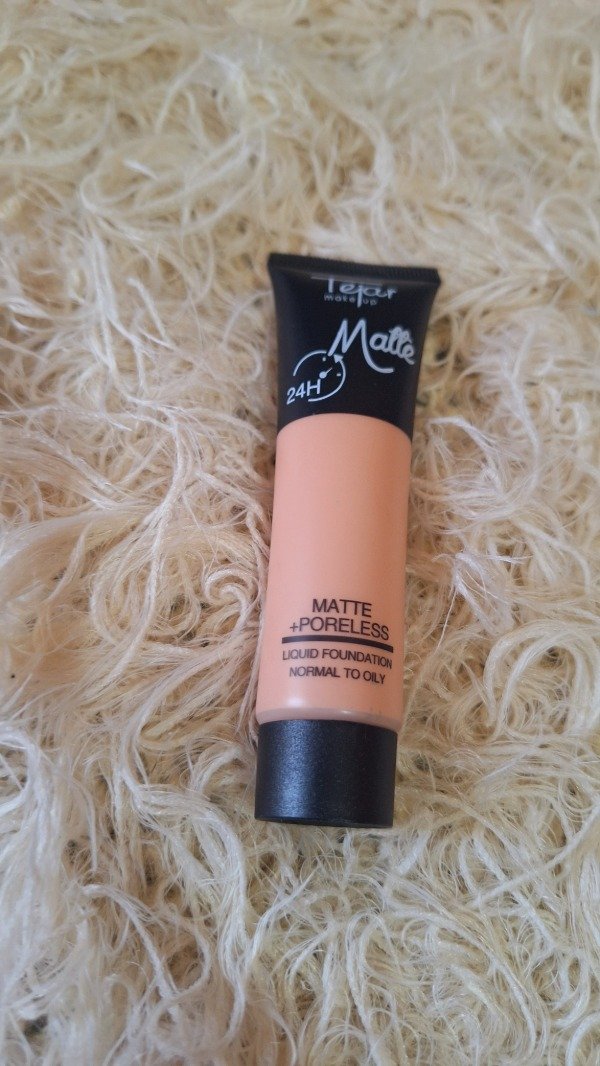 Tejar
make up
Matte
24H
MATTE
+PORELESS
LIQUID FOUNDATION
NORMAL TO OILY